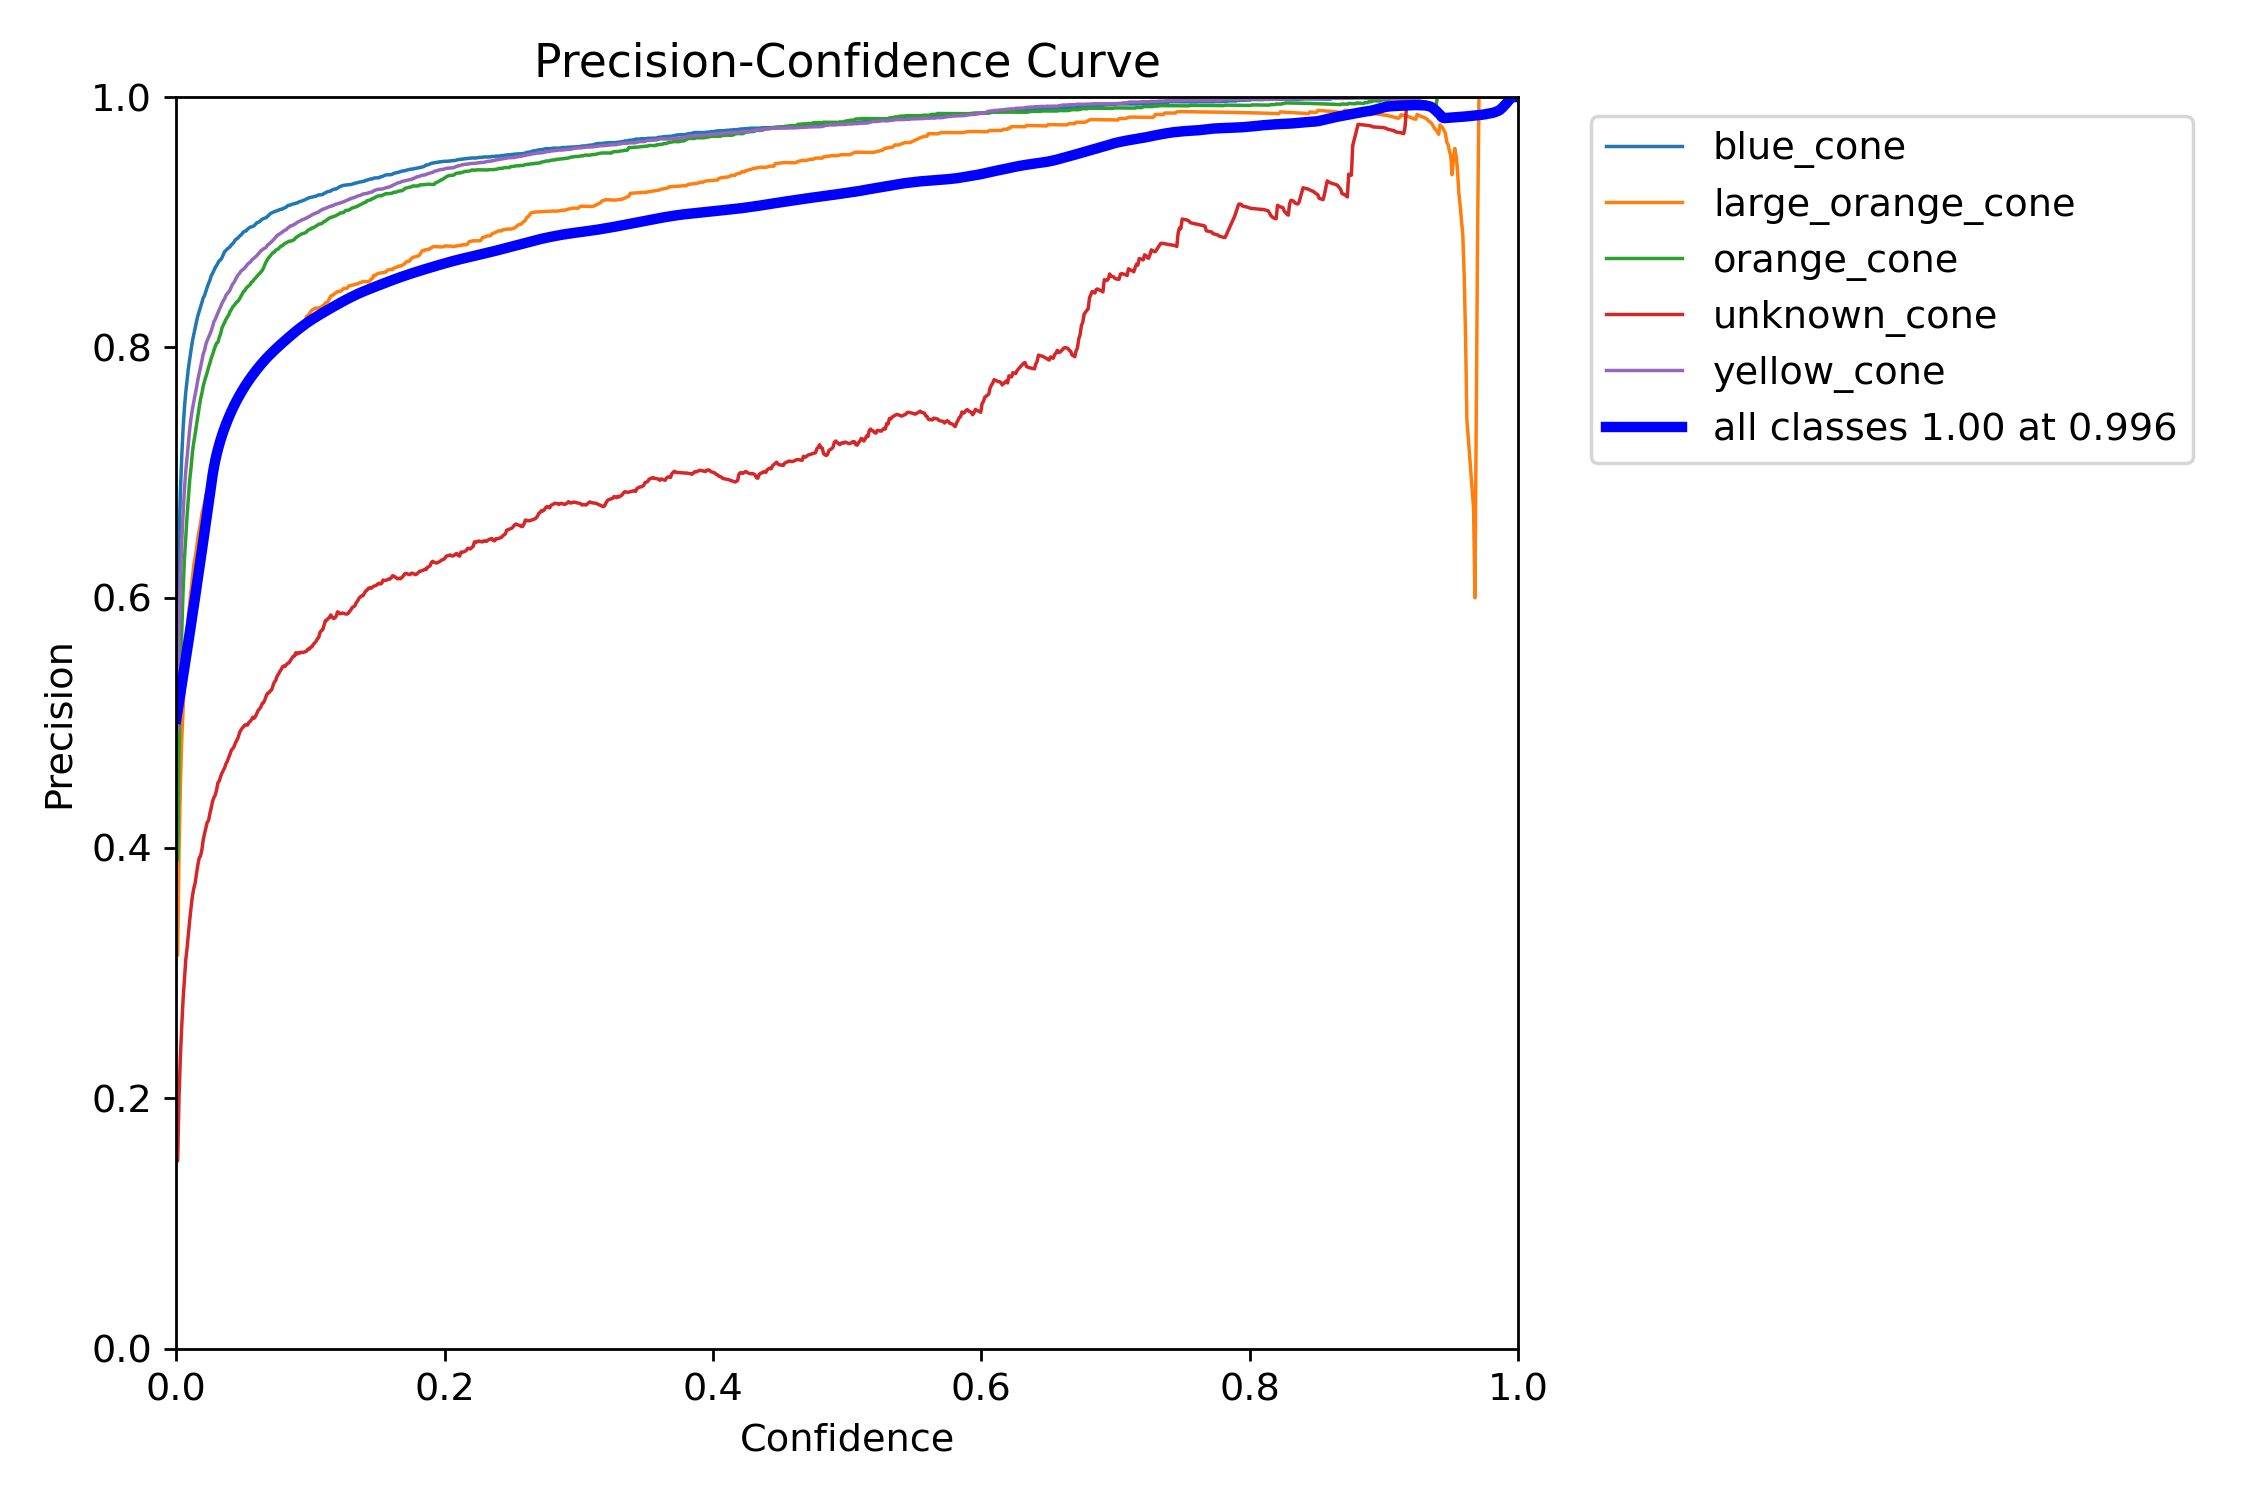 Precision-Confidence Curve
1.0
0.8
0.6
0.4
0.2
0.0
Precision
0.0 0.2 0.4 0.6 0.8 1.0
Confidence
blue_cone
large_orange_cone
orange_cone
unknown_cone
yellow_cone
all classes 1.00 at 0.996